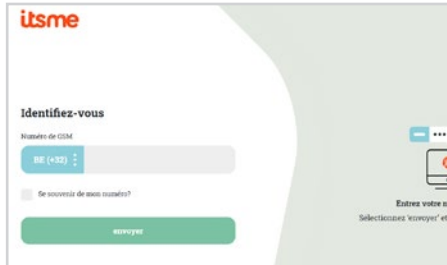 itsme
Identifiez-vous
Numéro de GSM
BE (+32)
Se souvenir de mon numéro?
envoyer
Entrez votre
Sélectionnez 'envoyer' et